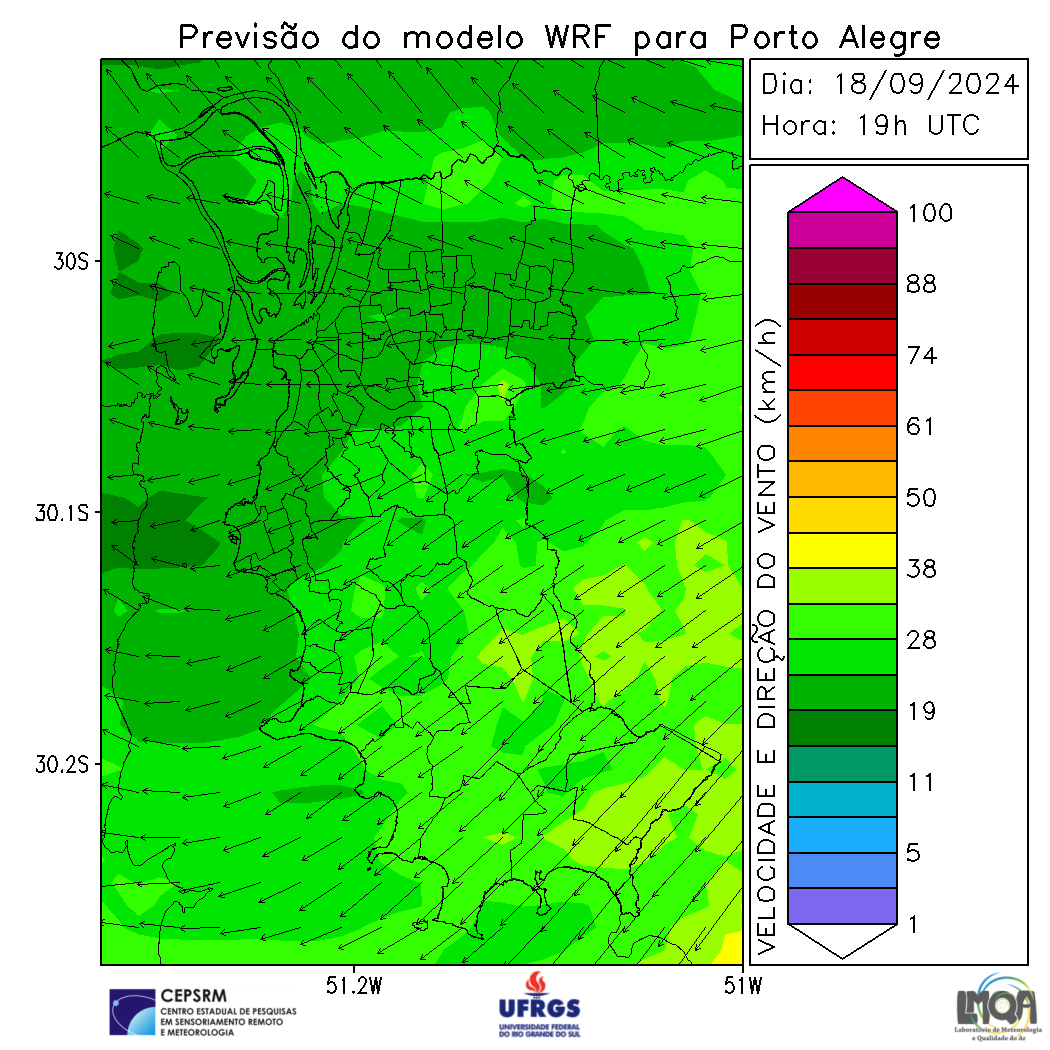 Previsão do modelo WRF para Porto Alegre
Dia: 18/09/2024
Hora: 19h UTC
30S
30.1S
30.2S
51.2W
51W
VELOCIDADE E DIREÇÃO DO VENTO (km/h)
100
88
74
61
50
38
28
19
11
5
1
CEPSRM
CENTRO ESTADUAL DE PESQUISAS
EM SENSORIAMENTO REMOTO
E METEOROLOGIA
UFRGS
UNIVERSIDADE FEDERAL
DO RIO GRANDE DO SUL
LMQA
Laboratório de Meteorologia
e Qualidade do Ar